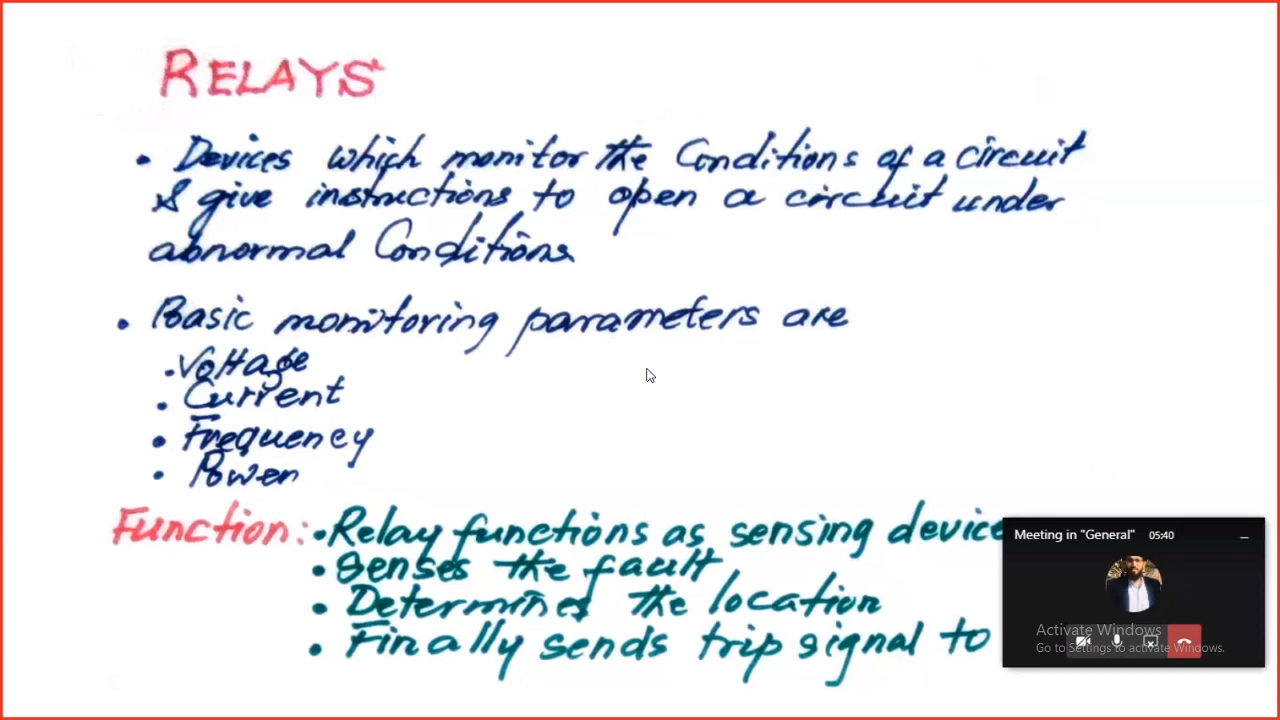 RELAYS
• Devices which monitor the Conditions of a circuit
& give instructions to open a circuit under
abnormal Conditions
• Basic monitoring parameters are
• Voltage
• Current
• Frequency
• Power
Function: • Relay functions as sensing device
• Senses the fault
• Determines the location
• Finally sends trip signal to
Meeting in "General" 05:40
Activate Windows
Go to Settings to activate Windows.